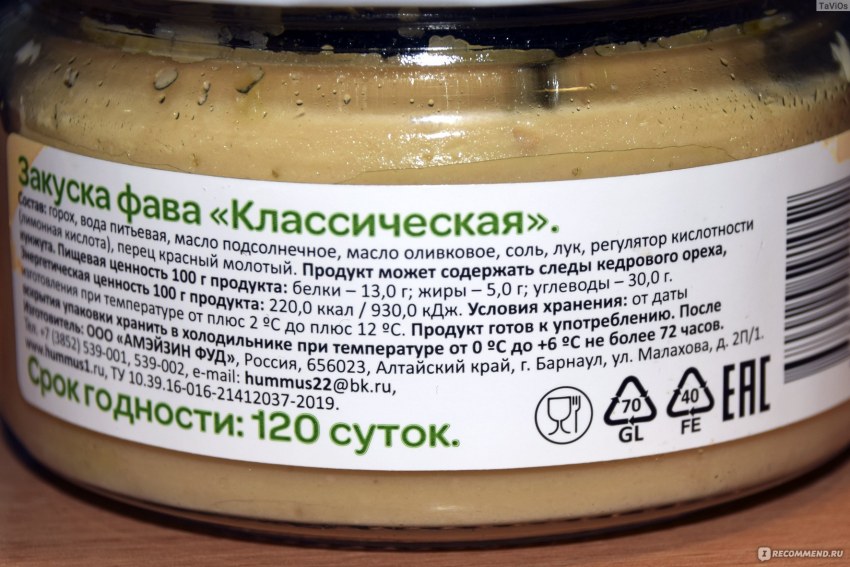 TaViOs
Закуска фава «Классическая».
Состав: горох, вода питьевая, масло подсолнечное, масло оливковое, соль, лук, регулятор кислотности
(лимонная кислота), перец красный молотый. Продукт может содержать следы кедрового ореха,
кунжута. Пищевая ценность 100 г продукта: белки – 13,0 г; жиры – 5,0 г; углеводы – 30,0 г.
Энергетическая ценность 100 г продукта: 220,0 ккал / 930,0 кДж. Условия хранения: от даты
изготовления при температуре от плюс 2 ºС до плюс 12 ºС. Продукт готов к употреблению. После
вскрытия упаковки хранить в холодильнике при температуре от 0 ºС до +6 ºС не более 72 часов.
Изготовитель: ООО «АМЭЙЗИН ФУД», Россия, 656023, Алтайский край, г. Барнаул, ул. Малахова, д. 2П/1.
Тел. +7 (3852) 539-001, 539-002, e-mail: hummus22@bk.ru,
www.hummus1.ru, ТУ 10.39.16-016-21412037-2019.
Срок годности: 120 суток.
70
GL
40
FE
EAC
I RECOMMEND.RU